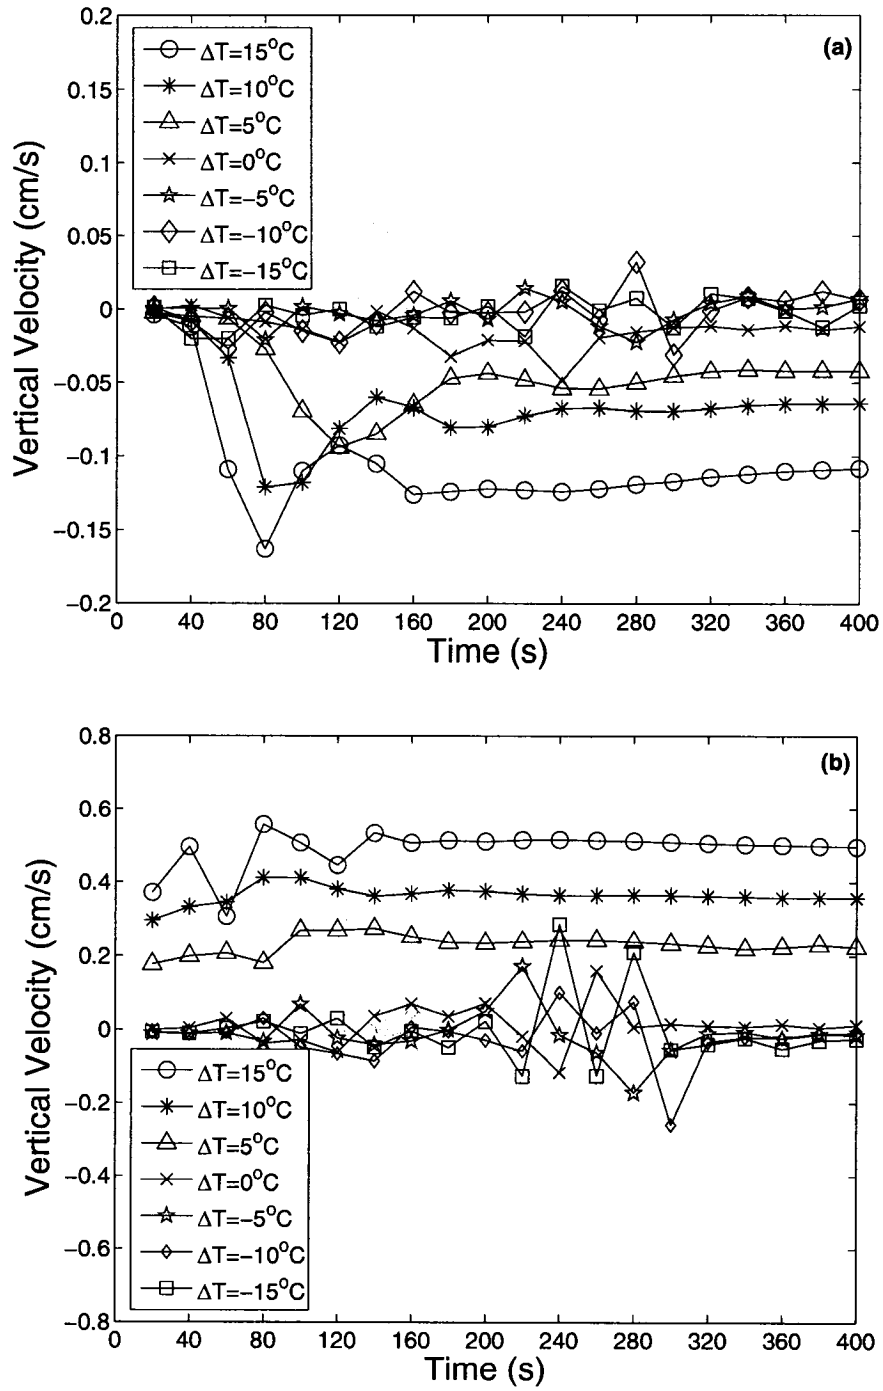 0.2
0.15
0.1
0.05
0
−0.05
−0.1
−0.15
−0.2
Vertical Velocity (cm/s)
(a)
ΔT=15°C
ΔT=10°C
ΔT=5°C
ΔT=0°C
ΔT=−5°C
ΔT=−10°C
ΔT=−15°C
0 40 80 120 160 200 240 280 320 360 400
Time (s)
0.8
0.6
0.4
0.2
0
−0.2
−0.4
−0.6
−0.8
Vertical Velocity (cm/s)
(b)
ΔT=15°C
ΔT=10°C
ΔT=5°C
ΔT=0°C
ΔT=−5°C
ΔT=−10°C
ΔT=−15°C
0 40 80 120 160 200 240 280 320 360 400
Time (s)